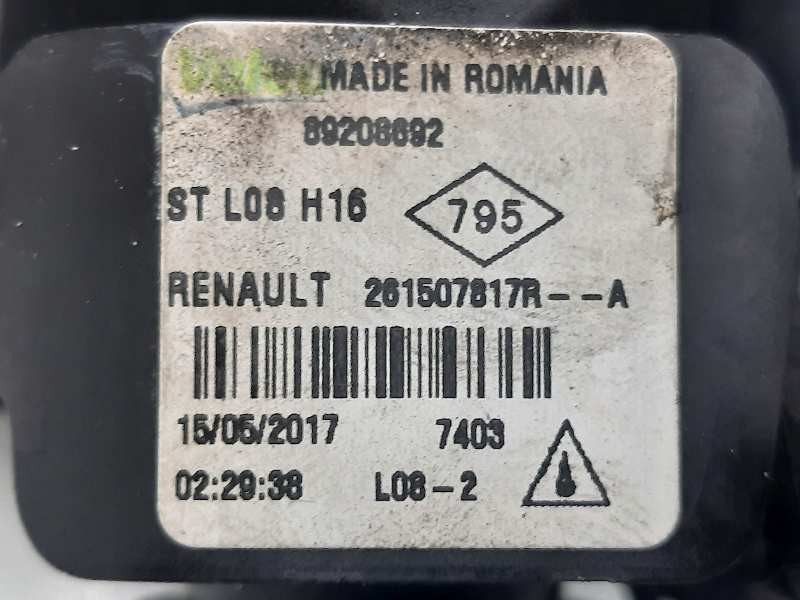 MADE IN ROMANIA
89208692
ST L08 H16 795
RENAULT 261507817R--A
15/05/2017 7403
02:29:38 L08-2